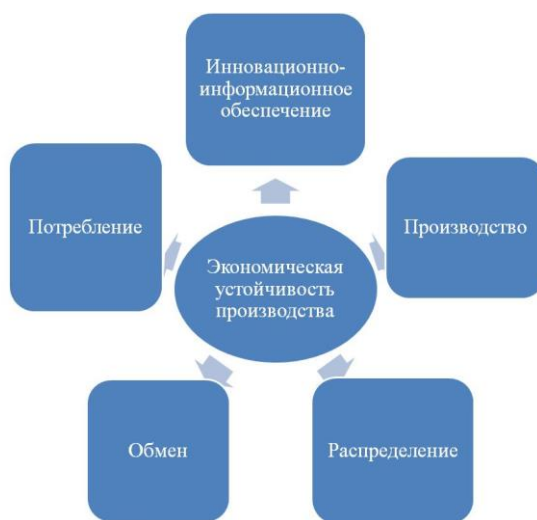 Инновационно-
информационное
обеспечение
Потребление
Производство
Экономическая
устойчивость
производства
Обмен
Распределение